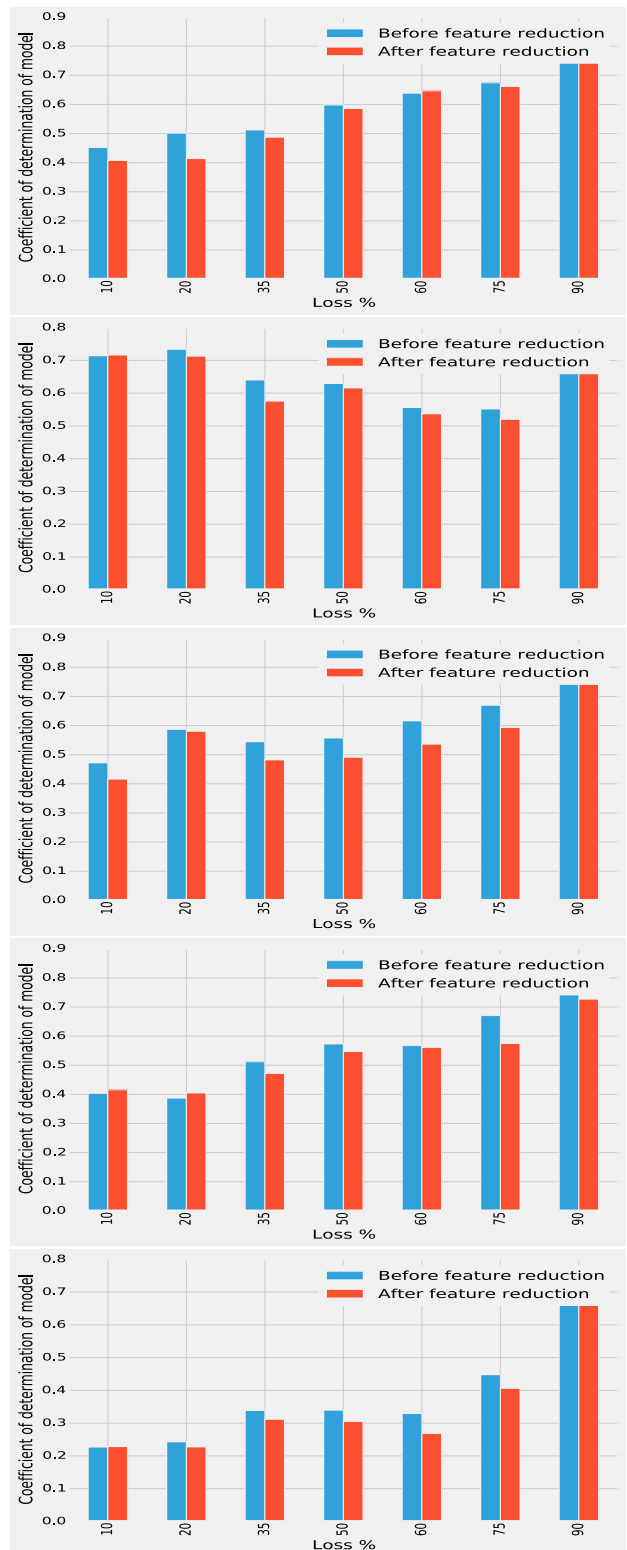 Coefficient of determination of model
0.9
0.8
0.7
0.6
0.5
0.4
0.3
0.2
0.1
0.0
Before feature reduction
After feature reduction
10 20 35 50 60 75 90
Loss %
Coefficient of determination of model
0.8
0.7
0.6
0.5
0.4
0.3
0.2
0.1
0.0
Before feature reduction
After feature reduction
10 20 35 50 60 75 90
Loss %
Coefficient of determination of model
0.9
0.8
0.7
0.6
0.5
0.4
0.3
0.2
0.1
0.0
Before feature reduction
After feature reduction
10 20 35 50 60 75 90
Loss %
Coefficient of determination of model
0.9
0.8
0.7
0.6
0.5
0.4
0.3
0.2
0.1
0.0
Before feature reduction
After feature reduction
10 20 35 50 60 75 90
Loss %
Coefficient of determination of model
0.8
0.7
0.6
0.5
0.4
0.3
0.2
0.1
0.0
Before feature reduction
After feature reduction
10 20 35 50 60 75 90
Loss %